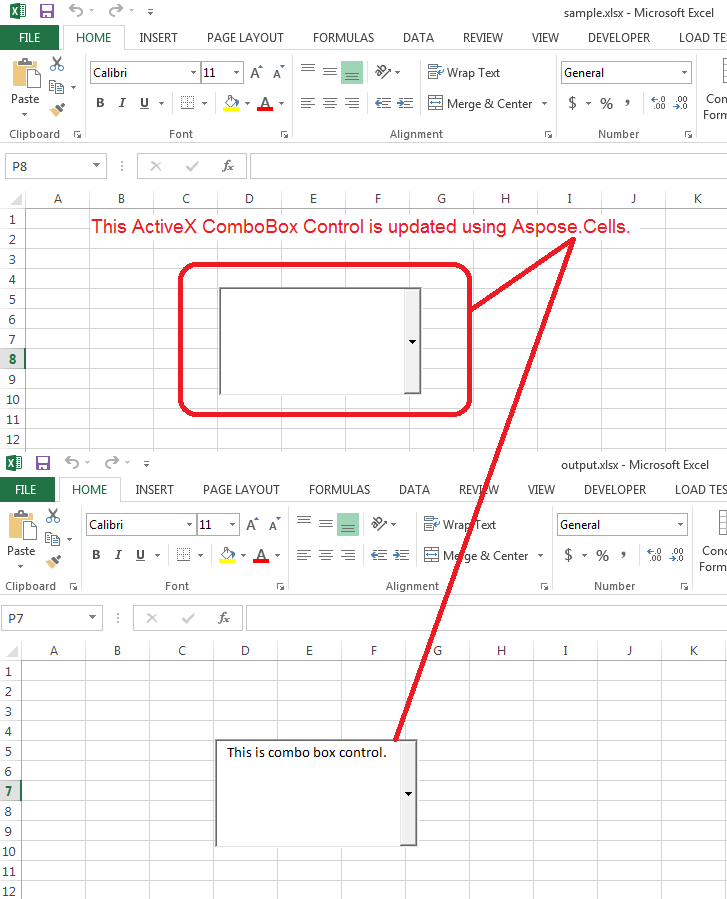 sample.xlsx - Microsoft Excel
FILE HOME INSERT PAGE LAYOUT FORMULAS DATA REVIEW VIEW DEVELOPER LOAD TES
Calibri 11 A A Wrap Text General
Paste B I U A Merge & Center $ % , .00 .00 Con
Form
Clipboard Font Alignment Number
P8 fx
A B C D E F G H I J K
1
This ActiveX ComboBox Control is updated using Aspose.Cells.
2
3
4
5
6
7
8
9
10
11
12
output.xlsx - Microsoft Excel
FILE HOME INSERT PAGE LAYOUT FORMULAS DATA REVIEW VIEW DEVELOPER LOAD TES
Calibri 11 A A Wrap Text General
Paste B I U A Merge & Center $ % , .00 .00 Cond
Form
Clipboard Font Alignment Number
P7 fx
A B C D E F G H I J K
1
2
3
4
5 This is combo box control.
6
7
8
9
10
11
12